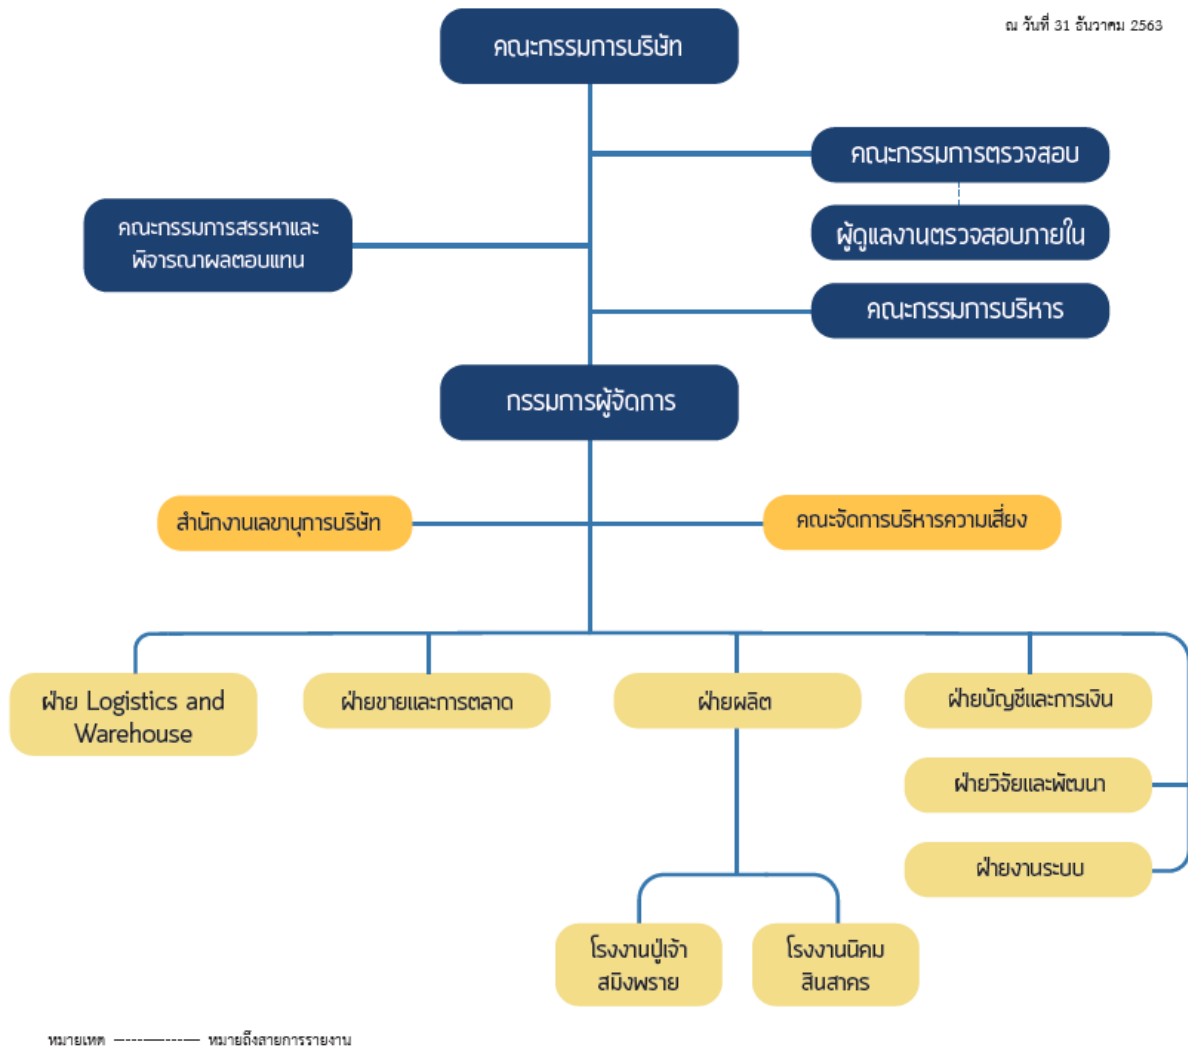 ณ วันที่ 31 ธันวาคม 2563
คณะกรรมการบริษัท
คณะกรรมการตรวจสอบ
คณะกรรมการสรรหาและ
พิจารณาผลตอบแทน
ผู้ดูแลงานตรวจสอบภายใน
คณะกรรมการบริหาร
กรรมการผู้จัดการ
สำนักงานเลขานุการบริษัท
คณะจัดการบริหารความเสี่ยง
ฝ่าย Logistics and
Warehouse
ฝ่ายขายและการตลาด
ฝ่ายผลิต
ฝ่ายบัญชีและการเงิน
ฝ่ายวิจัยและพัฒนา
ฝ่ายงานระบบ
โรงงานปู่เจ้า
สมิงพราย
โรงงานนิคม
สินสาคร
หมายเหตุ ------------ หมายถึงสายการรายงาน